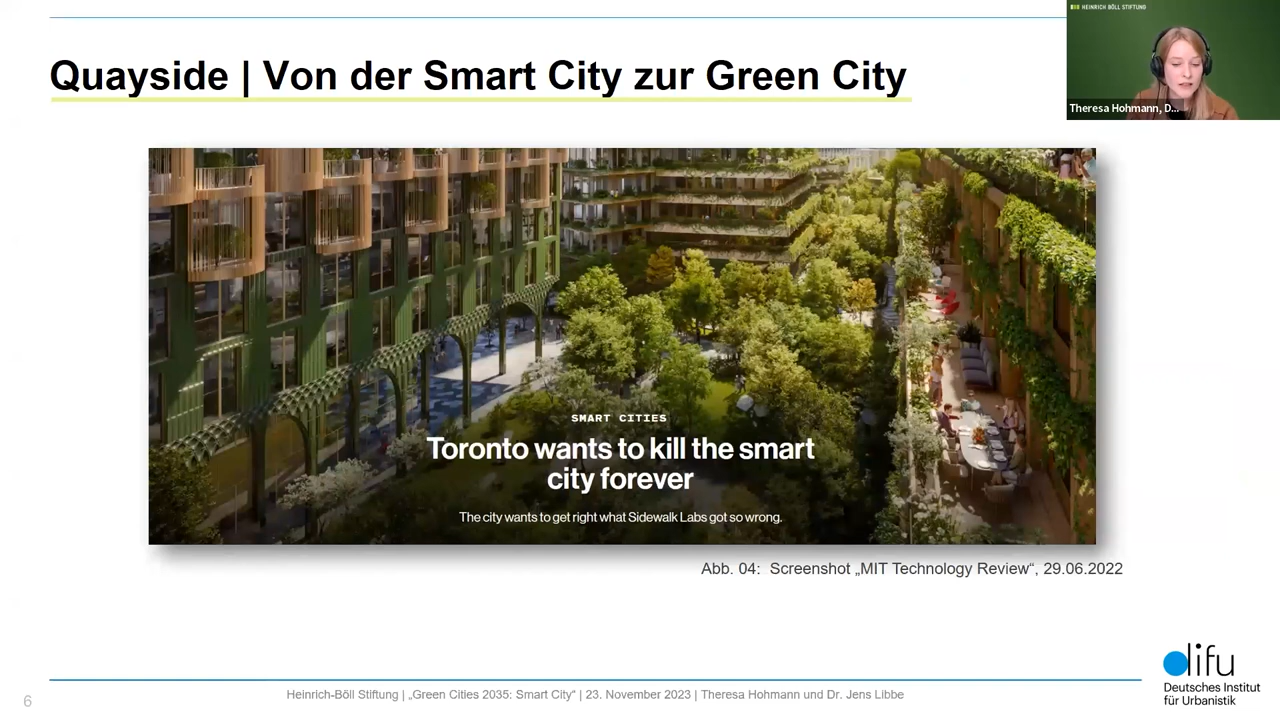 HEINRICH BÖLL STIFTUNG
Theresa Hohmann, D...
Quayside | Von der Smart City zur Green City
SMART CITIES
Toronto wants to kill the smart
city forever
The city wants to get right what Sidewalk Labs got so wrong.
Abb. 04: Screenshot „MIT Technology Review“, 29.06.2022
difu
Deutsches Institut
für Urbanistik
Heinrich-Böll Stiftung | „Green Cities 2035: Smart City“ | 23. November 2023 | Theresa Hohmann und Dr. Jens Libbe
6